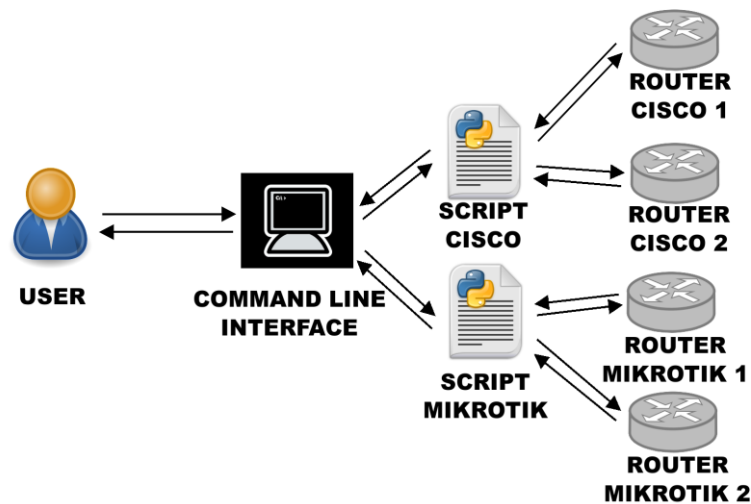 USER
COMMAND LINE
INTERFACE
SCRIPT
CISCO
SCRIPT
MIKROTIK
ROUTER
CISCO 1
ROUTER
CISCO 2
ROUTER
MIKROTIK 1
ROUTER
MIKROTIK 2